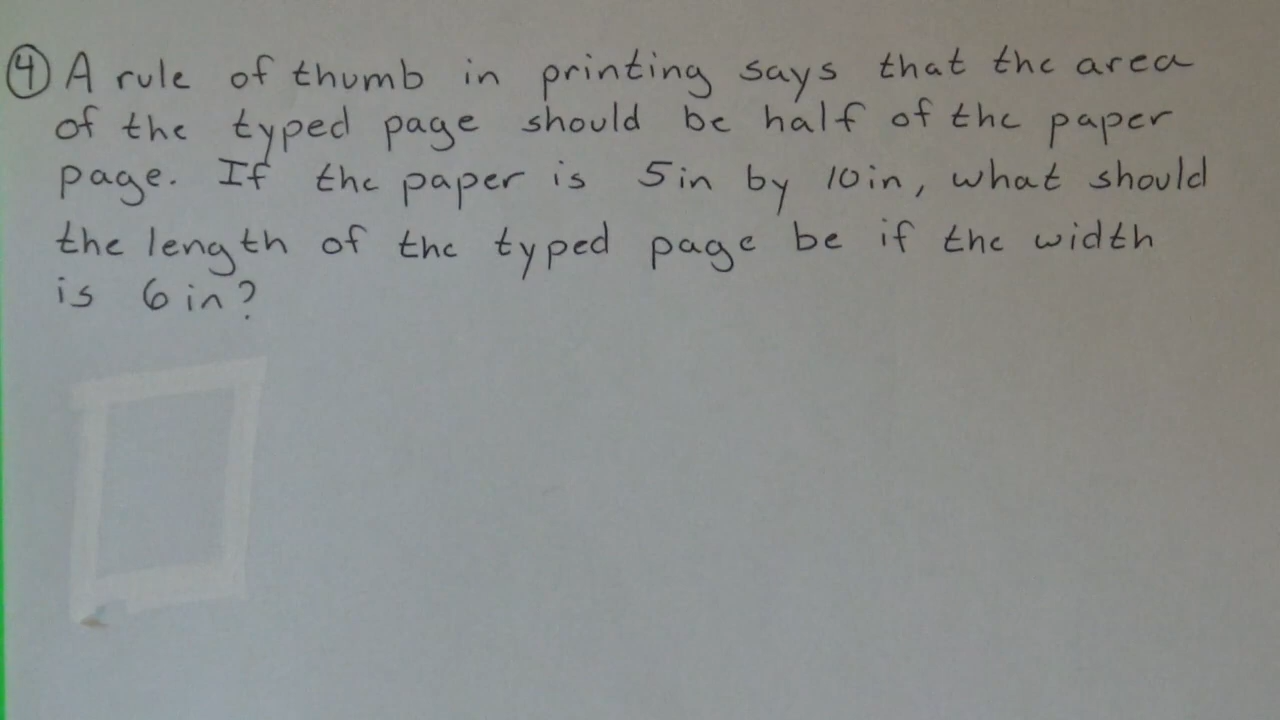 ④ A rule of thumb in printing says that the area
of the typed page should be half of the paper
page. If the paper is 5in by 10in, what should
the length of the typed page be if the width
is 6in?